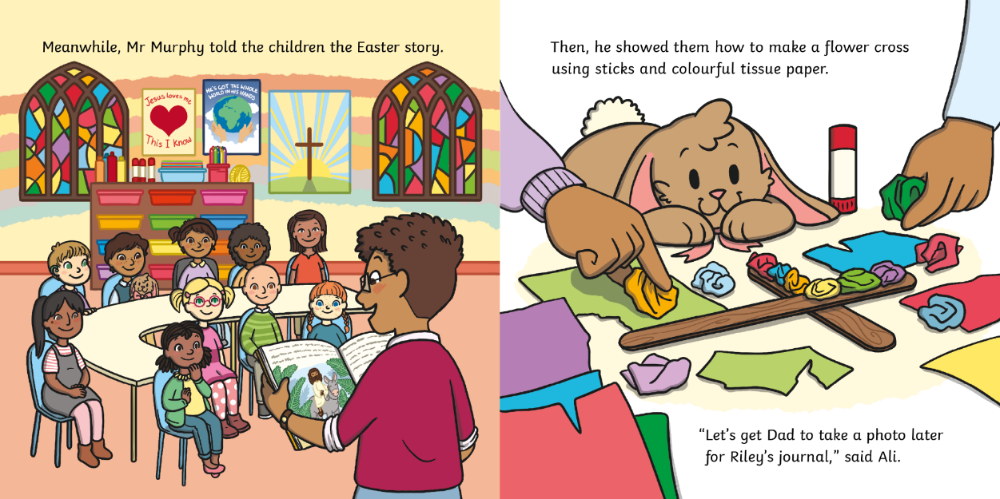 Meanwhile, Mr Murphy told the children the Easter story.
Jesus loves me
This I Know
HE'S GOT THE WHOLE
WORLD IN HIS HANDS
Then, he showed them how to make a flower cross
using sticks and colourful tissue paper.
“Let's get Dad to take a photo later
for Riley's journal,” said Ali.